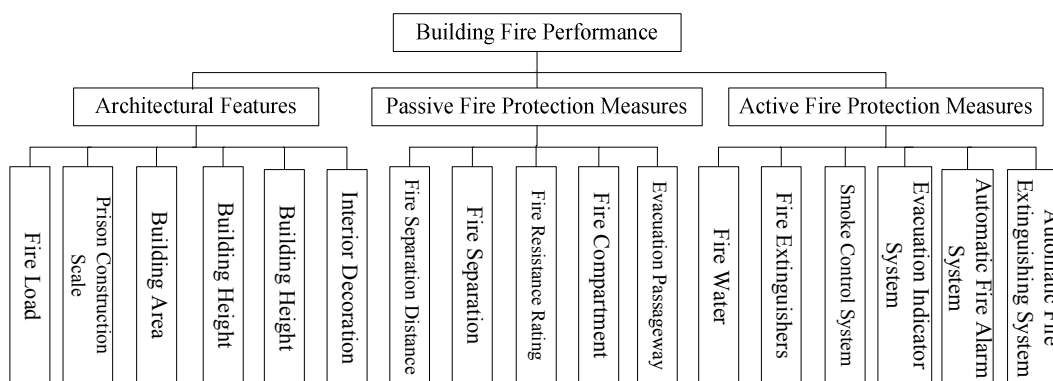 Building Fire Performance
Architectural Features
Passive Fire Protection Measures
Active Fire Protection Measures
Fire Load
Prison Construction
Scale
Building Area
Building Height
Building Height
Interior Decoration
Fire Separation Distance
Fire Separation
Fire Resistance Rating
Fire Compartment
Evacuation Passageway
Fire Water
Fire Extinguishers
Smoke Control System
Evacuation Indicator
System
Automatic Fire Alarm
System
Automatic Fire
Extinguishing System